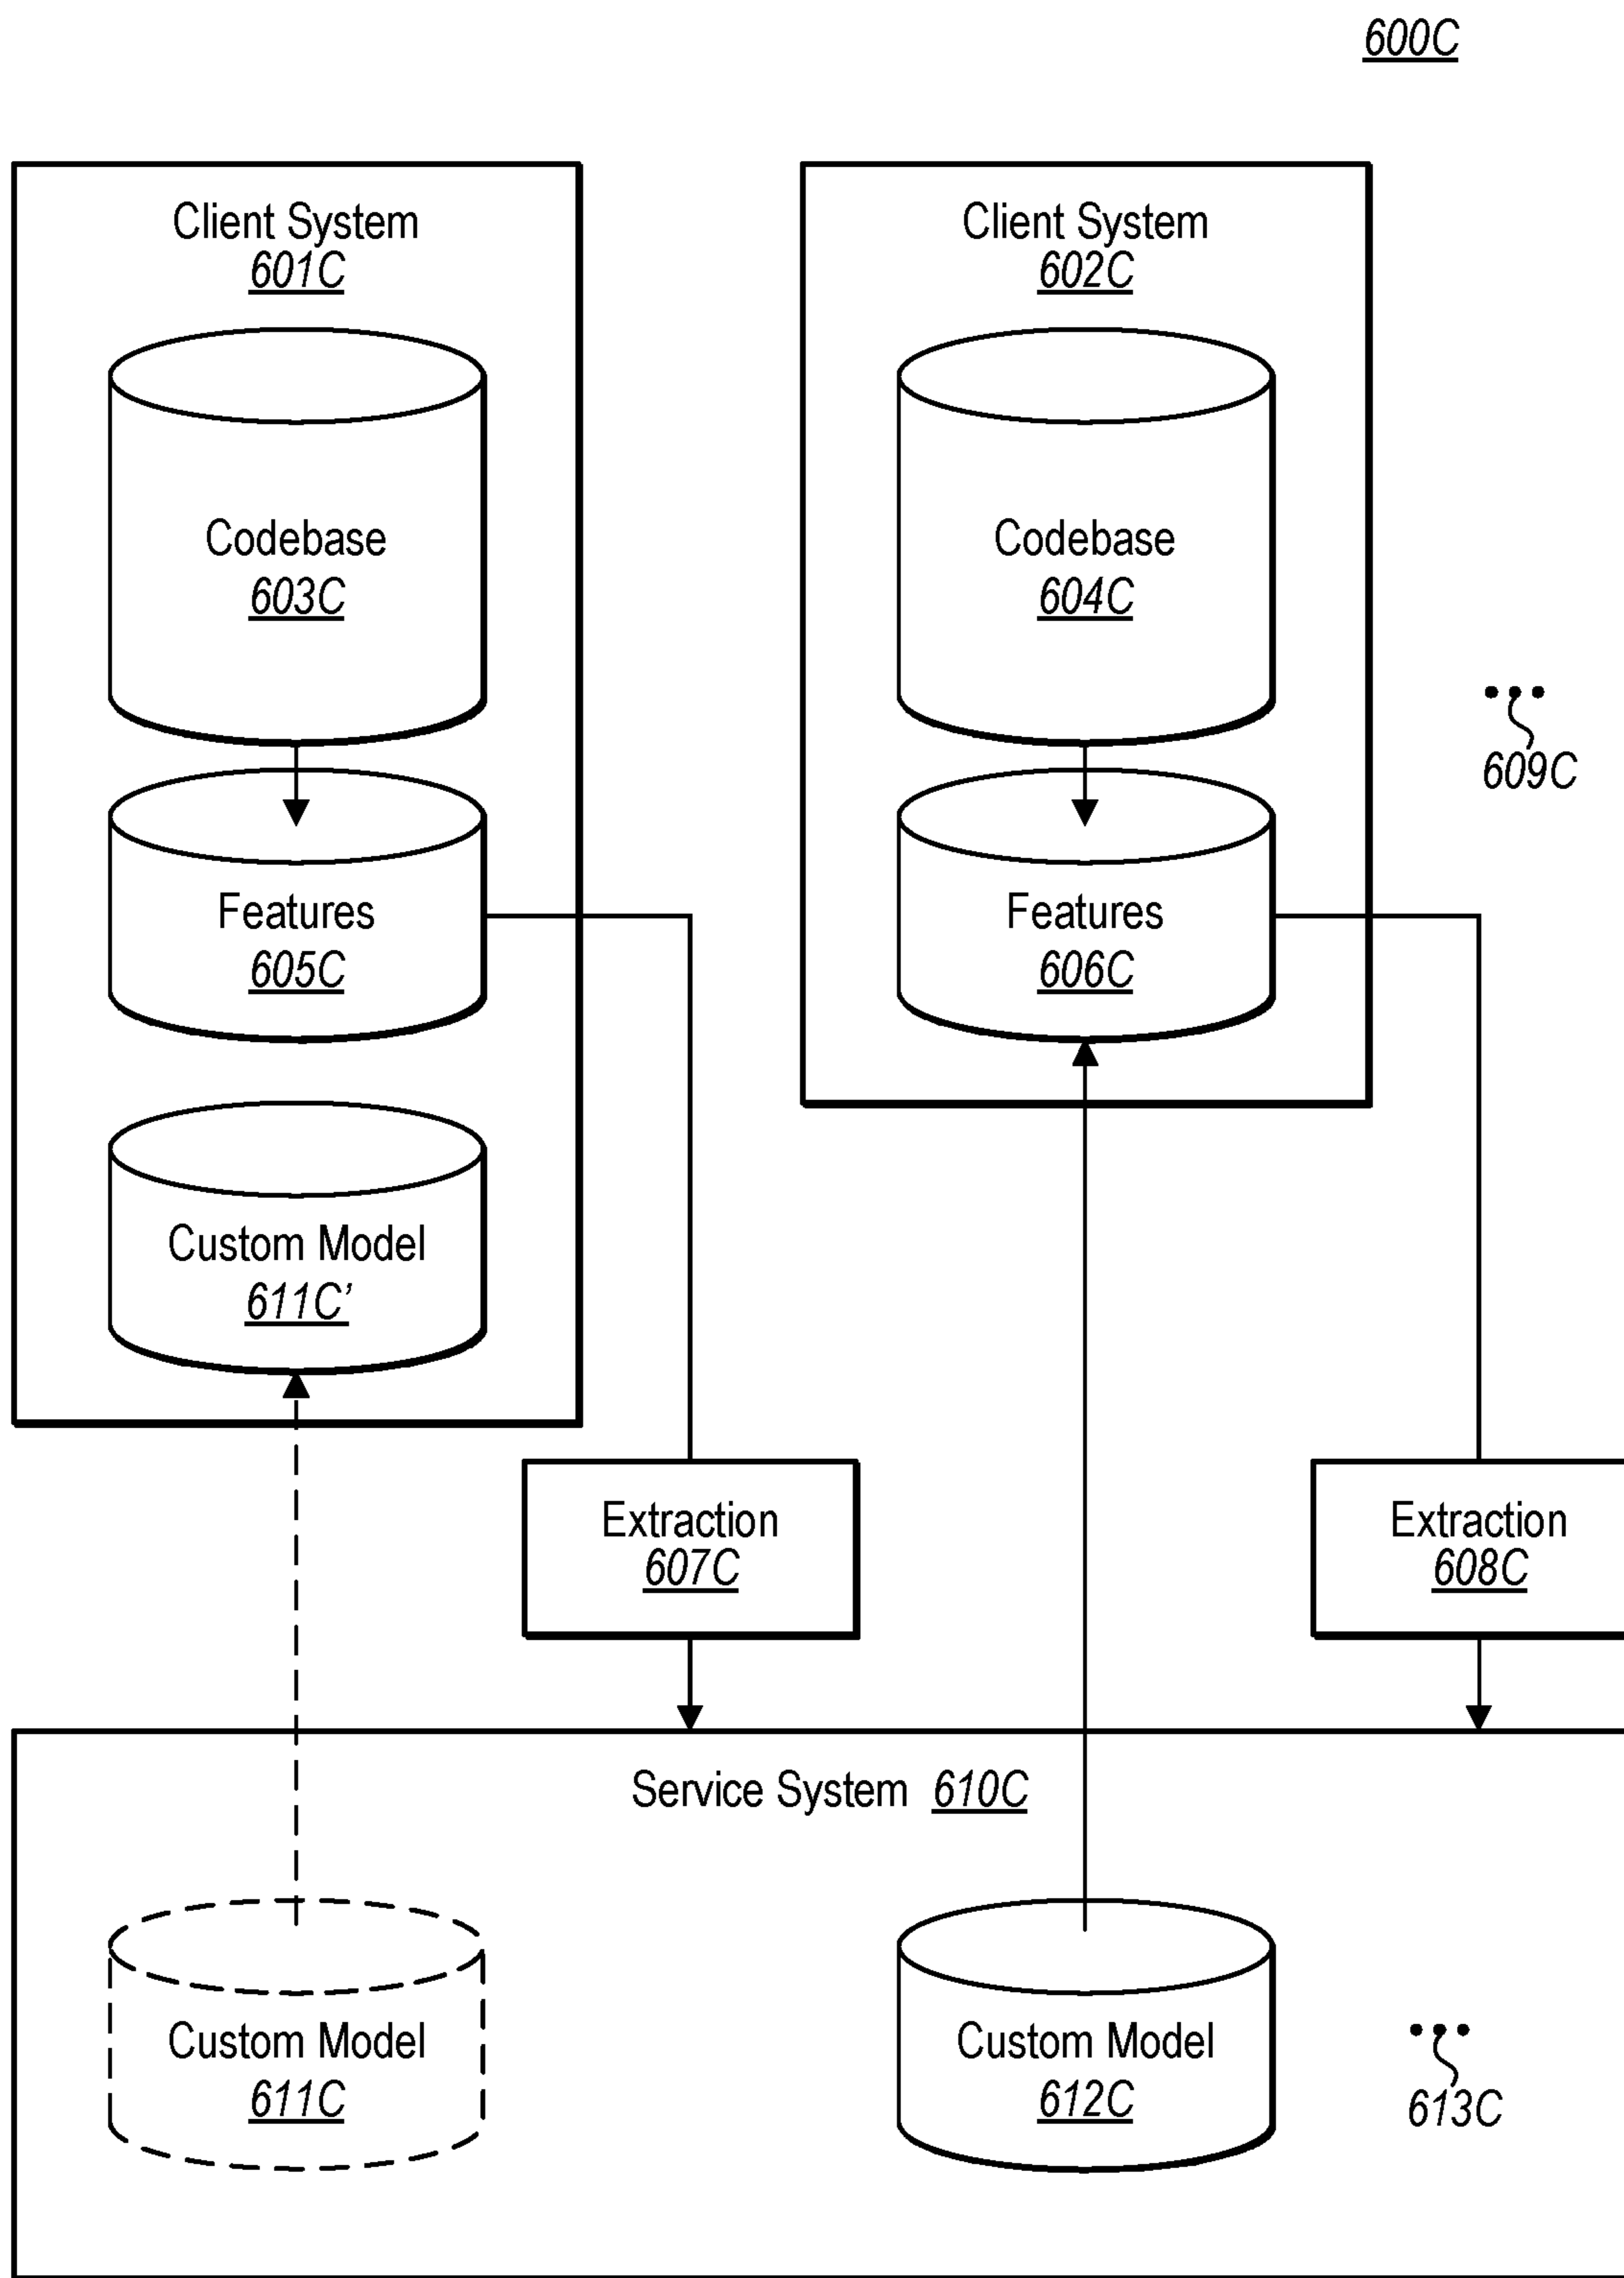 600C
Client System
601C
Client System
602C
Codebase
603C
Codebase
604C
609C
Features
605C
Features
606C
Custom Model
611C’
Extraction
607C
Extraction
608C
Service System 610C
Custom Model
611C
Custom Model
612C
613C